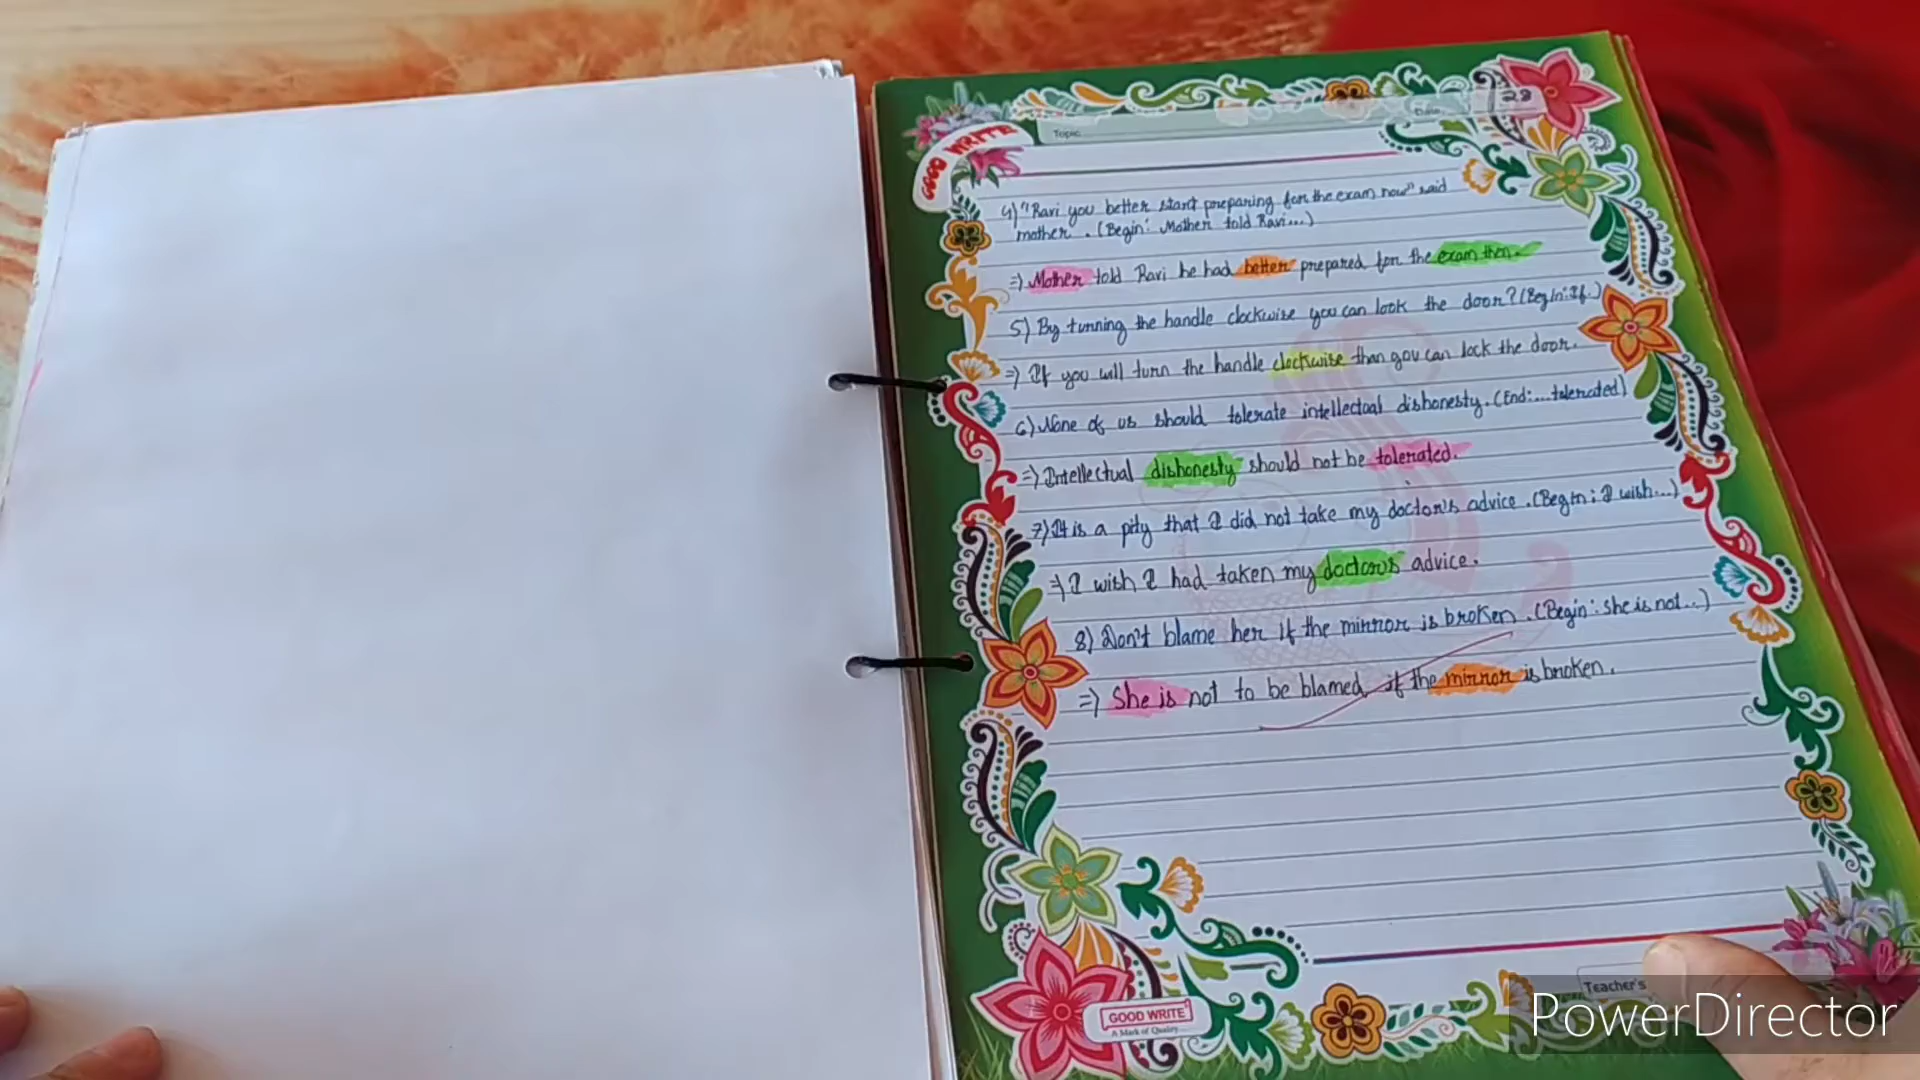 GOOD WRITE
Topic
Date
28
4) "Ravi you better start preparing for the exam now" said
mother. (Begin: Mother told Ravi...)
=) Mother told Ravi he had better prepared for the exam then.
5) By turning the handle clockwise you can look the door? (Begin: If.)
=) If you will turn the handle clockwise than you can lock the door.
6) None of us should tolerate intellectual dishonesty. (End:...tolerated)
=) Intellectual dishonesty should not be tolerated.
7) It is a pity that I did not take my doctor's advice. (Begin: I wish...)
=) I wish I had taken my doctor's advice.
8) Don't blame her if the mirror is broken. (Begin: she is not...)
=) She is not to be blamed if the mirror is broken.
GOOD WRITE
A Mark of Quality
Teacher's
PowerDirector